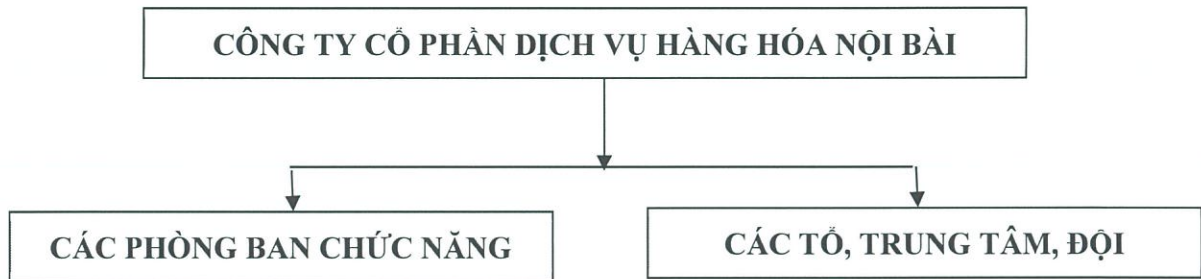 CÔNG TY CỔ PHẦN DỊCH VỤ HÀNG HÓA NỘI BÀI
CÁC PHÒNG BAN CHỨC NĂNG
CÁC TỔ, TRUNG TÂM, ĐỘI